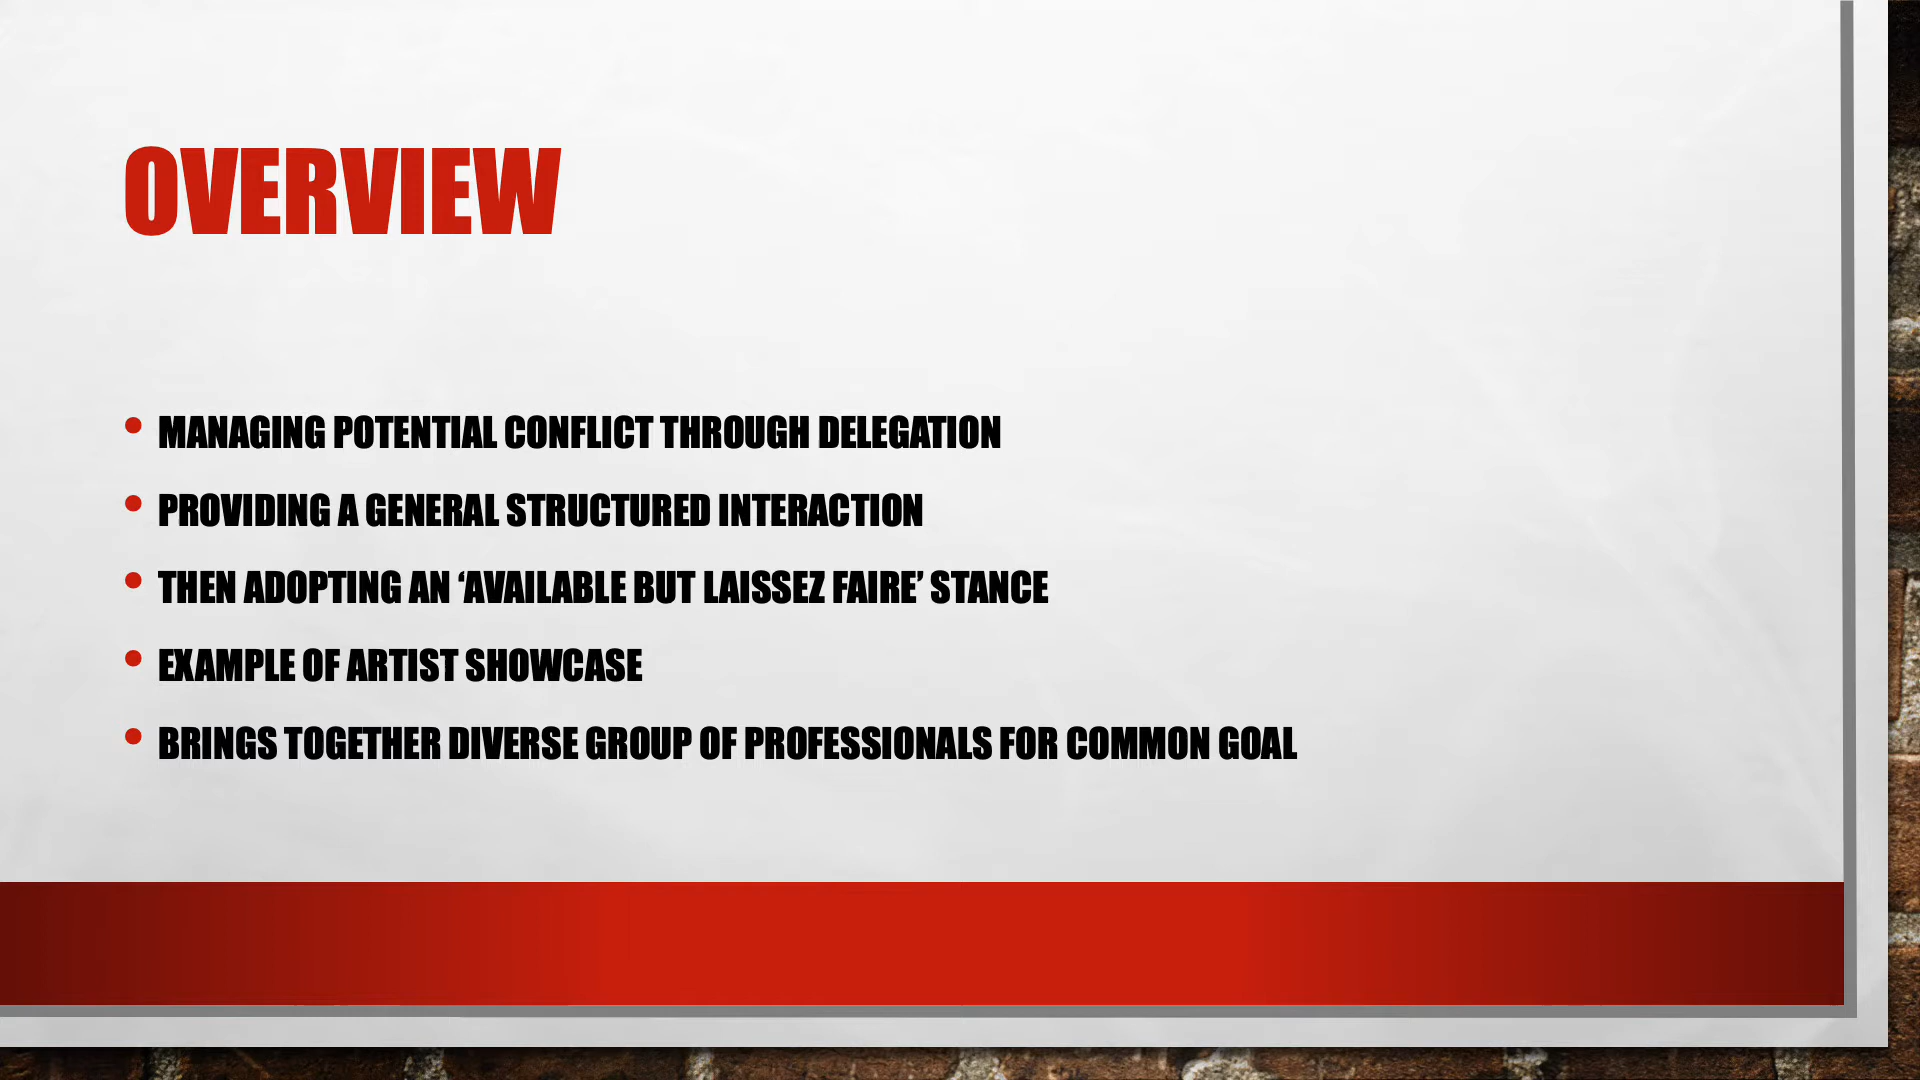 OVERVIEW
• MANAGING POTENTIAL CONFLICT THROUGH DELEGATION
• PROVIDING A GENERAL STRUCTURED INTERACTION
• THEN ADOPTING AN ‘AVAILABLE BUT LAISSEZ FAIRE’ STANCE
• EXAMPLE OF ARTIST SHOWCASE
• BRINGS TOGETHER DIVERSE GROUP OF PROFESSIONALS FOR COMMON GOAL